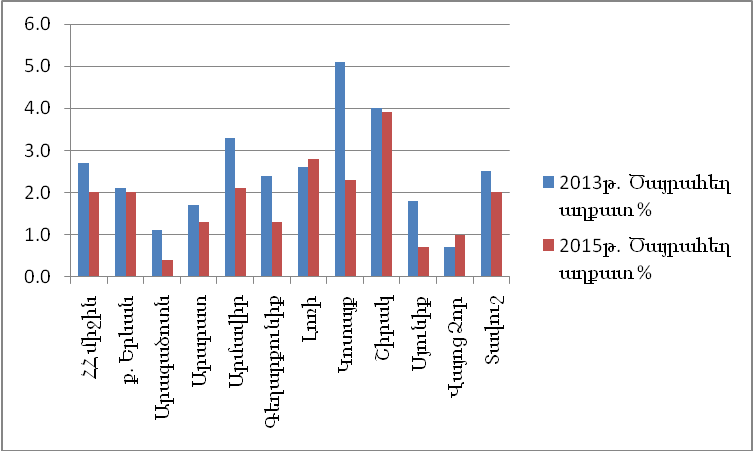 6.0
5.0
4.0
3.0
2.0
1.0
0.0
ՀՀ միջին
ք. Երևան
Արագածոտն
Արարատ
Արմավիր
Գեղարքունիք
Լոռի
Կոտայք
Շիրակ
Սյունիք
Վայոց Ձոր
Տավուշ
2013թ. Ծայրահեղ
աղքատ %
2015թ. Ծայրահեղ
աղքատ %